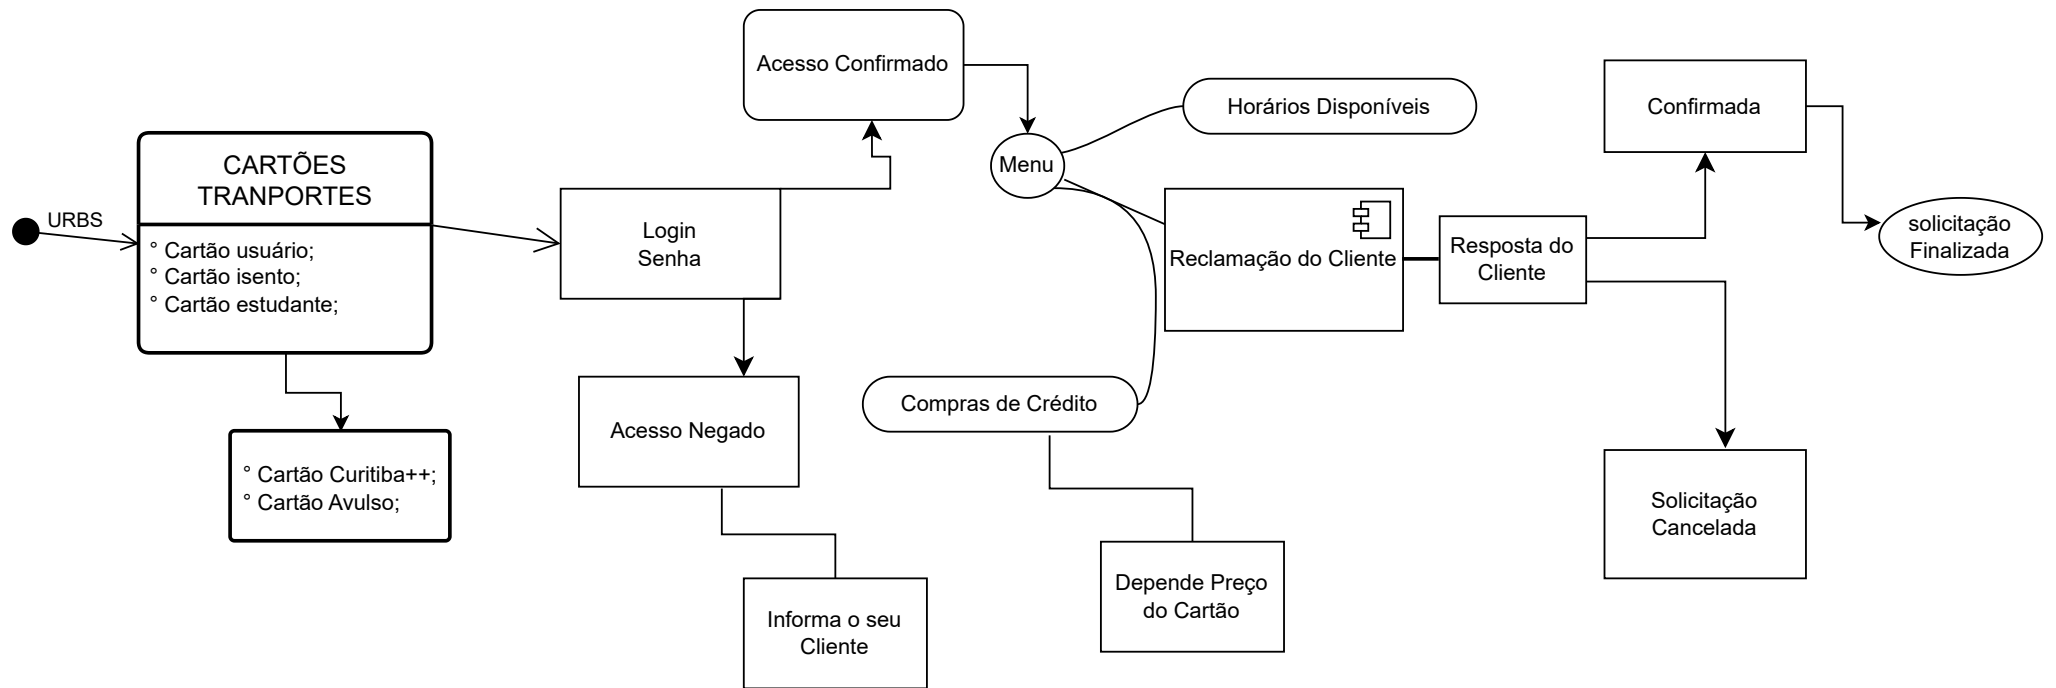 URBS
CARTÕES
TRANPORTES
° Cartão usuário;
° Cartão isento;
° Cartão estudante;
° Cartão Curitiba++;
° Cartão Avulso;
Login
Senha
Acesso Confirmado
Acesso Negado
Informa o seu
Cliente
Menu
Horários Disponíveis
Reclamação do Cliente
Compras de Crédito
Depende Preço
do Cartão
Resposta do
Cliente
Confirmada
solicitação
Finalizada
Solicitação
Cancelada